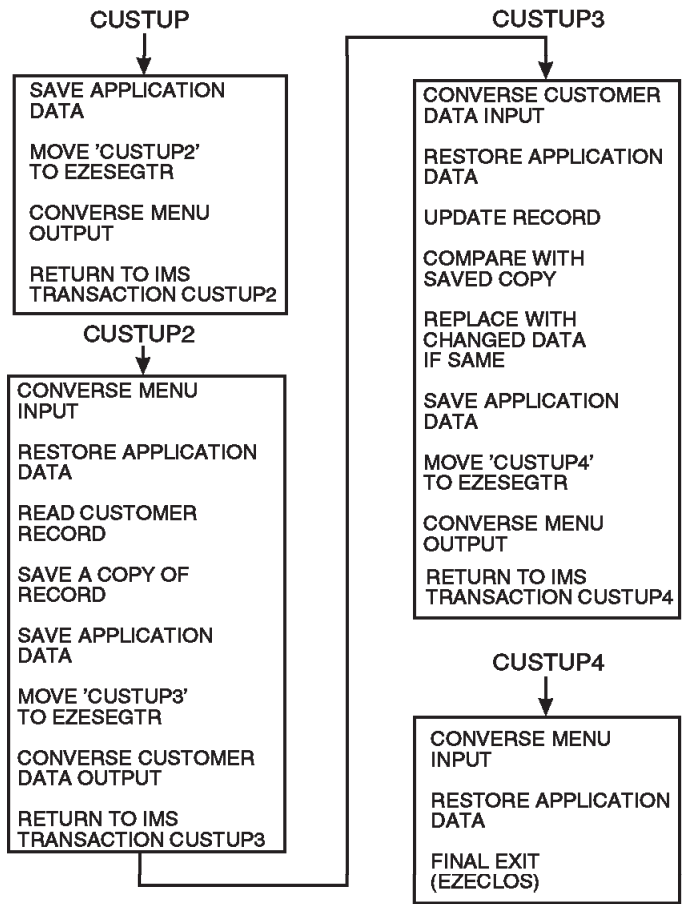 CUSTUP
SAVE APPLICATION
DATA
MOVE 'CUSTUP2'
TO EZESEGTR
CONVERSE MENU
OUTPUT
RETURN TO IMS
TRANSACTION CUSTUP2
CUSTUP2
CONVERSE MENU
INPUT
RESTORE APPLICATION
DATA
READ CUSTOMER
RECORD
SAVE A COPY OF
RECORD
SAVE APPLICATION
DATA
MOVE 'CUSTUP3'
TO EZESEGTR
CONVERSE CUSTOMER
DATA OUTPUT
RETURN TO IMS
TRANSACTION CUSTUP3
CUSTUP3
CONVERSE CUSTOMER
DATA INPUT
RESTORE APPLICATION
DATA
UPDATE RECORD
COMPARE WITH
SAVED COPY
REPLACE WITH
CHANGED DATA
IF SAME
SAVE APPLICATION
DATA
MOVE 'CUSTUP4'
TO EZESEGTR
CONVERSE MENU
OUTPUT
RETURN TO IMS
TRANSACTION CUSTUP4
CUSTUP4
CONVERSE MENU
INPUT
RESTORE APPLICATION
DATA
FINAL EXIT
(EZECLOS)